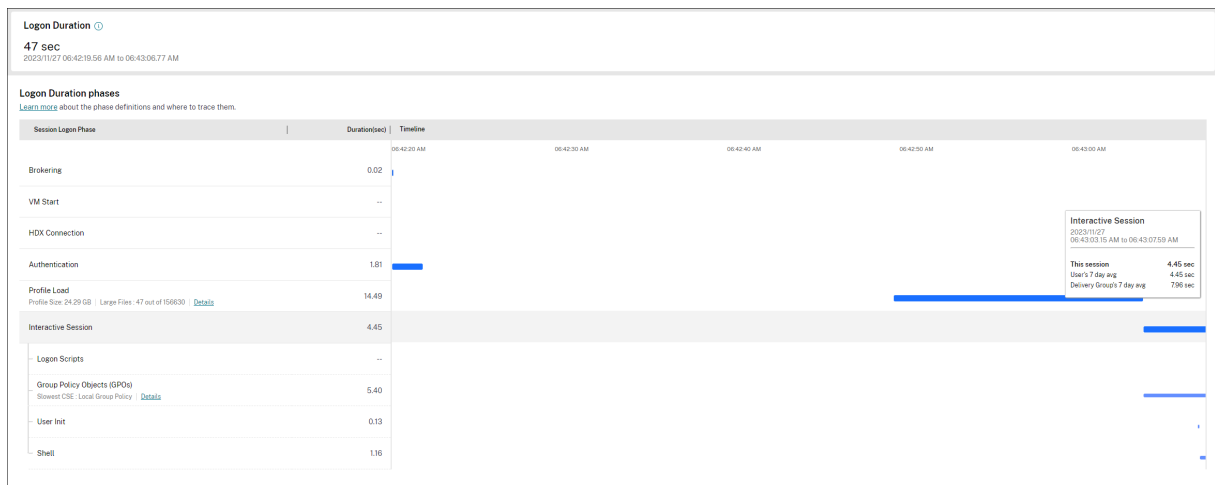 Logon Duration
47 sec
2023/11/27 06:42:19.56 AM to 06:43:06.77 AM
Logon Duration phases
Learn more about the phase definitions and where to trace them.
Session Logon Phase | Duration(sec) | Timeline
06:42:20 AM 06:42:30 AM 06:42:40 AM 06:42:50 AM 06:43:00 AM
Brokering 0.02
VM Start --
HDX Connection --
Interactive Session
2023/11/27
06:43:03.15 AM to 06:43:07.59 AM
This session 4.45 sec
User's 7 day avg 4.45 sec
Delivery Group's 7 day avg 7.96 sec
Authentication 1.81
Profile Load 14.49
Profile Size: 24.29 GB | Large Files : 47 out of 156630 | Details
Interactive Session 4.45
Logon Scripts --
Group Policy Objects (GPOs) 5.40
Slowest CSE : Local Group Policy | Details
User Init 0.13
Shell 1.16